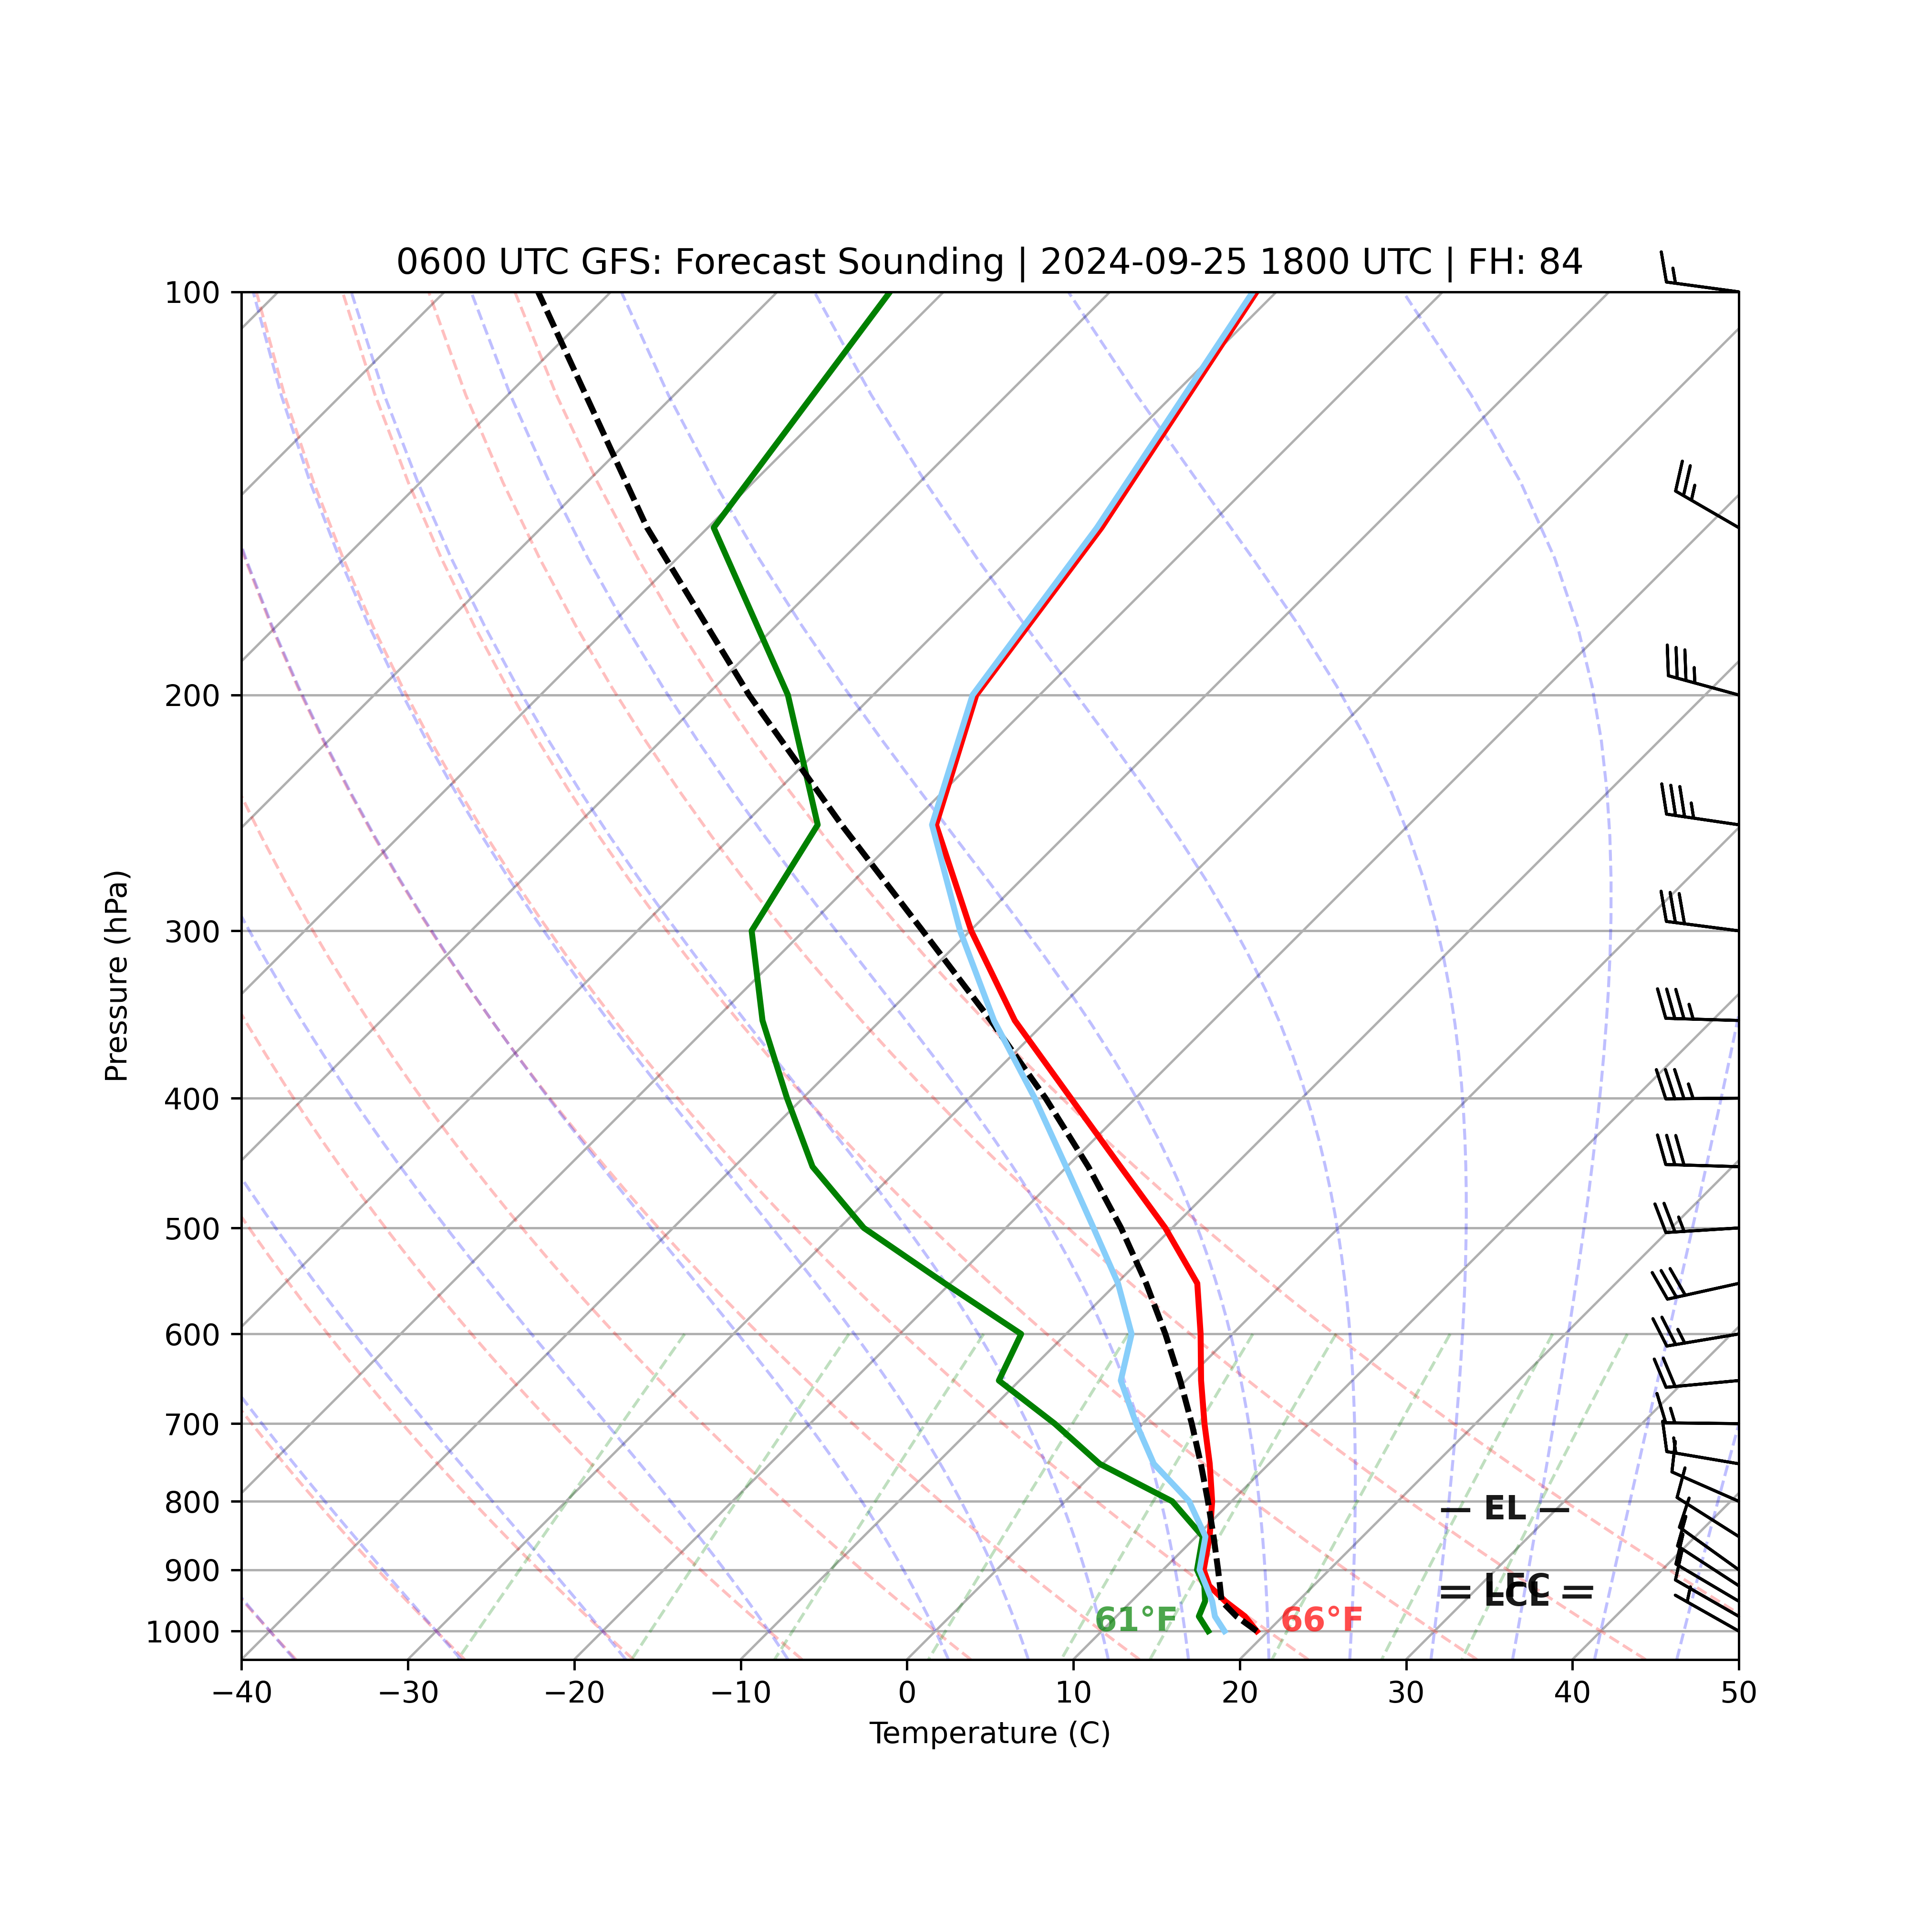 0600 UTC GFS: Forecast Sounding | 2024-09-25 1800 UTC | FH: 84
100
200
300
400
500
600
700
800
900
1000
Pressure (hPa)
— EL —
— LFC —
— LCL —
61°F
66°F
−40 −30 −20 −10 0 10 20 30 40 50
Temperature (C)